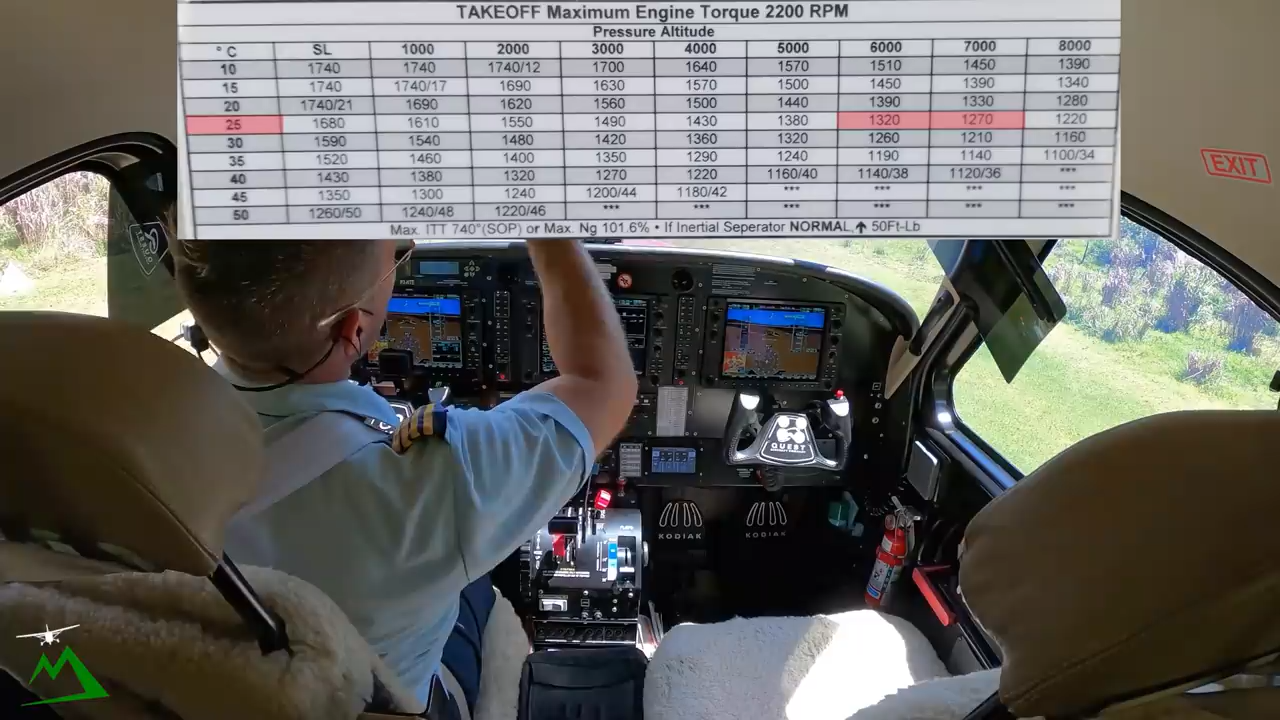 TAKEOFF Maximum Engine Torque 2200 RPM
Pressure Altitude
° C SL 1000 2000 3000 4000 5000 6000 7000 8000
10 1740 1740 1740/12 1700 1640 1570 1510 1450 1390
15 1740 1740/17 1690 1630 1570 1500 1450 1390 1340
20 1740/21 1690 1620 1560 1500 1440 1390 1330 1280
25 1680 1610 1550 1490 1430 1380 1320 1270 1220
30 1590 1540 1480 1420 1360 1320 1260 1210 1160
35 1520 1460 1400 1350 1290 1240 1190 1140 1100/34
40 1430 1380 1320 1270 1220 1160/40 1140/38 1120/36 ***
45 1350 1300 1240 1200/44 1180/42 *** *** *** ***
50 1260/50 1240/48 1220/46 *** *** *** *** *** ***
Max. ITT 740°(SOP) or Max. Ng 101.6% • If Inertial Seperator NORMAL,↑ 50Ft-Lb
EXIT
QUEST
KODIAK
KODIAK